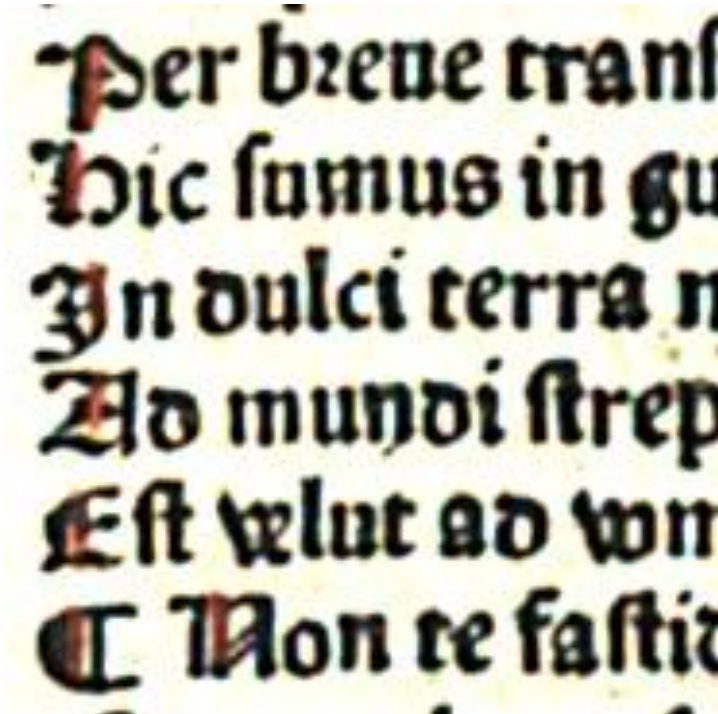 Per breue tranſ
Hic ſumus in gu
In dulci terra n
Ad mundi ſtrep
Eſt velut ad vom
¶ Non te faſtid